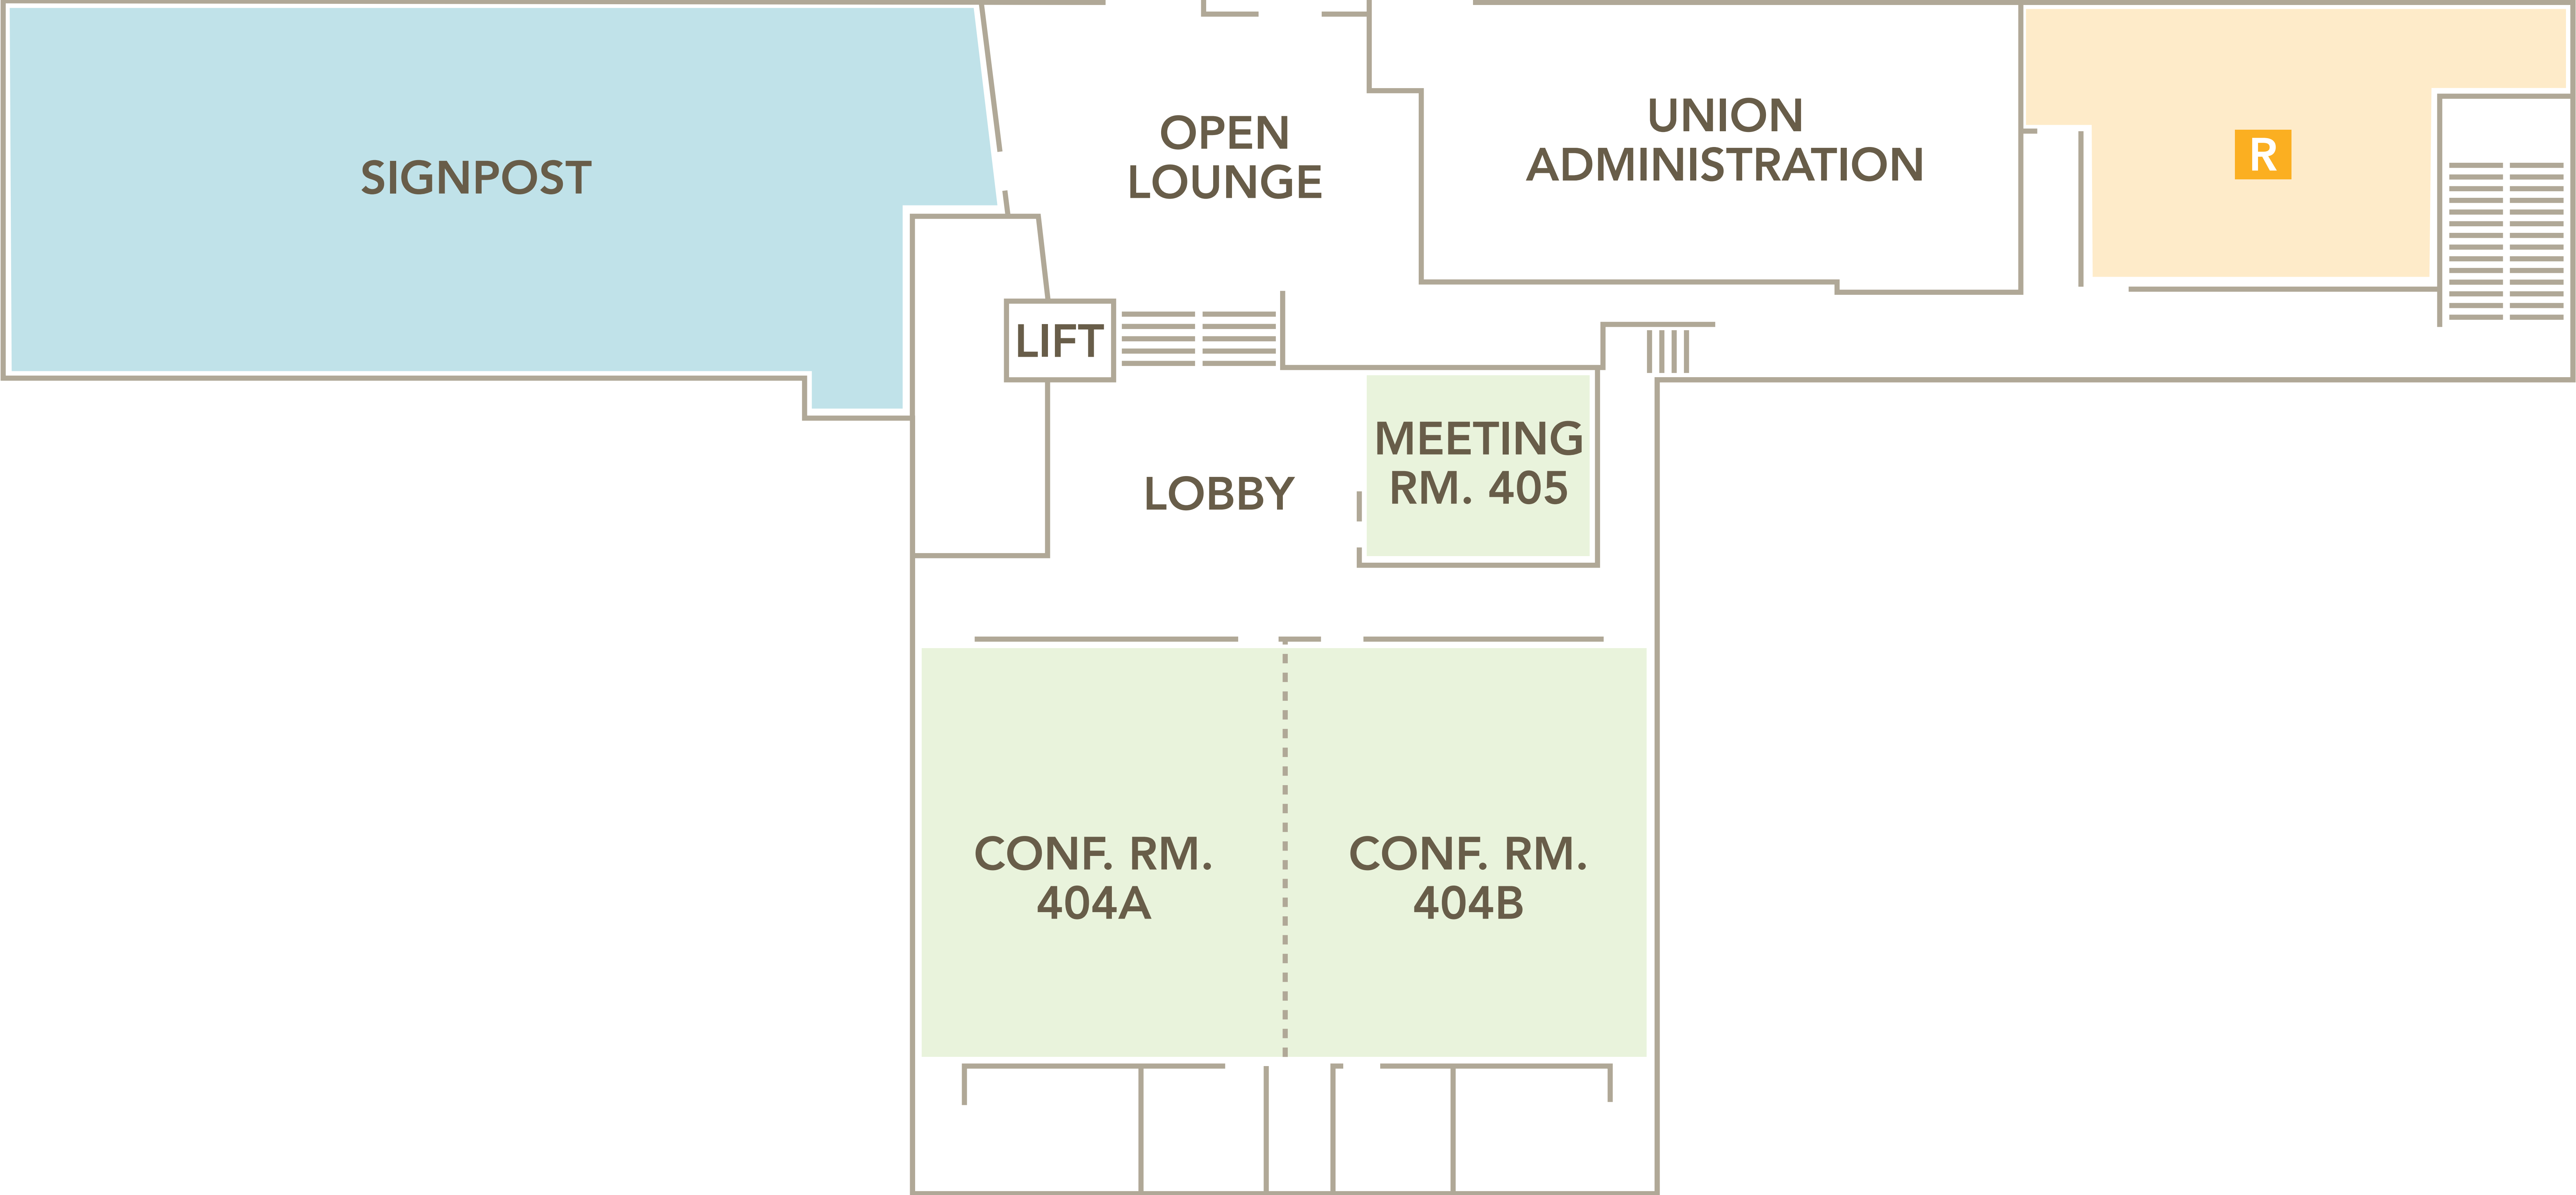 SIGNPOST
OPEN
LOUNGE
UNION
ADMINISTRATION
R
LIFT
LOBBY
MEETING
RM. 405
CONF. RM.
404A
CONF. RM.
404B